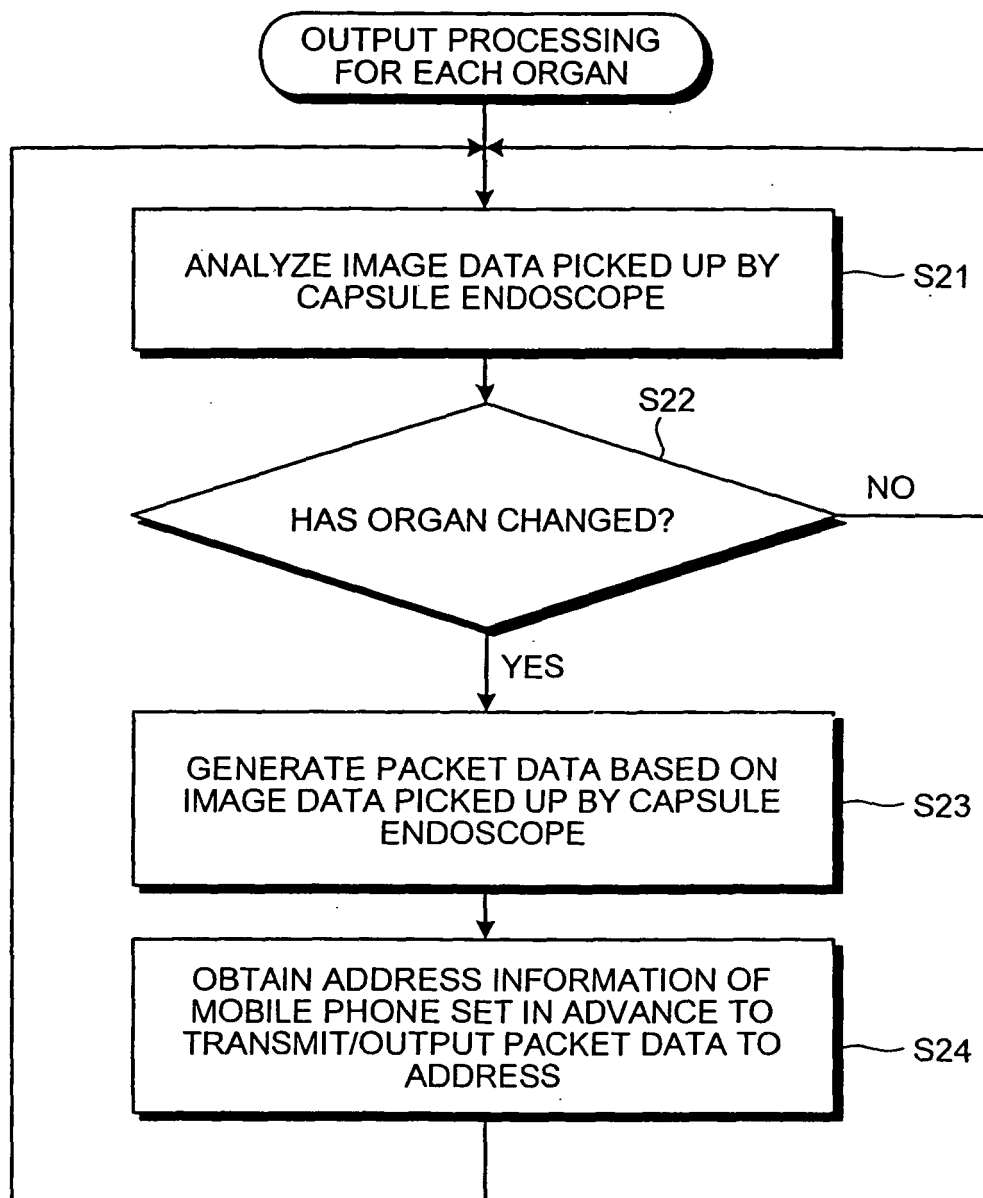 OUTPUT PROCESSING
FOR EACH ORGAN
ANALYZE IMAGE DATA PICKED UP BY
CAPSULE ENDOSCOPE
S21
S22
HAS ORGAN CHANGED?
NO
YES
GENERATE PACKET DATA BASED ON
IMAGE DATA PICKED UP BY CAPSULE
ENDOSCOPE
S23
OBTAIN ADDRESS INFORMATION OF
MOBILE PHONE SET IN ADVANCE TO
TRANSMIT/OUTPUT PACKET DATA TO
ADDRESS
S24